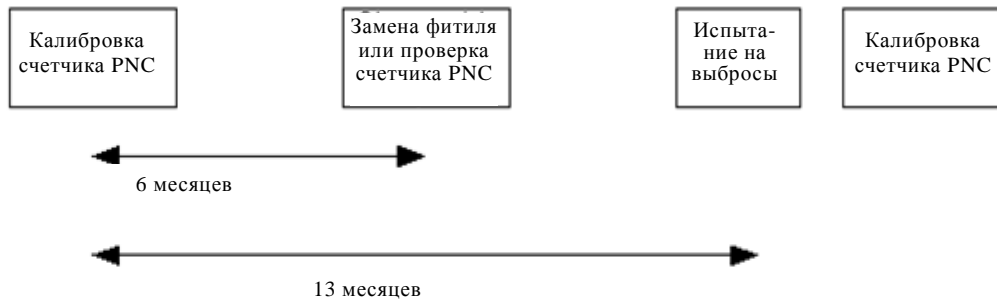 Калибровка
счетчика PNC
Замена фитиля
или проверка
счетчика PNC
Испыта-
ние на
выбросы
Калибровка
счетчика PNC
6 месяцев
13 месяцев